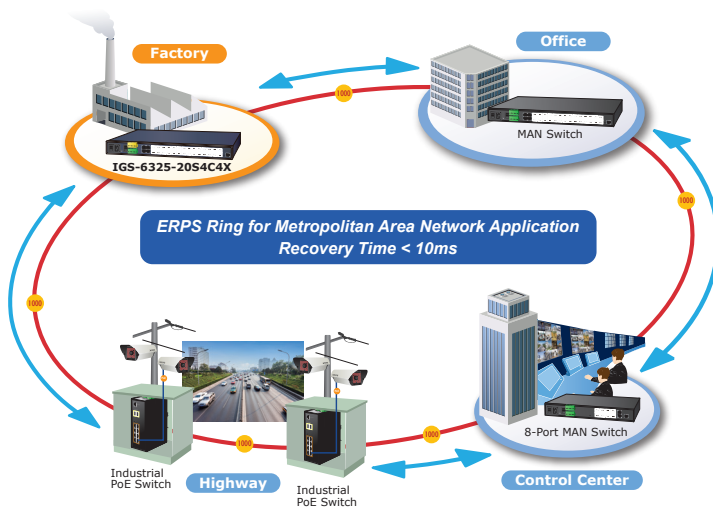 Factory
Office
1000
MAN Switch
IGS-6325-20S4C4X
1000
ERPS Ring for Metropolitan Area Network Application
Recovery Time < 10ms
1000
8-Port MAN Switch
1000
1000
Industrial
PoE Switch
Highway
Industrial
PoE Switch
Control Center